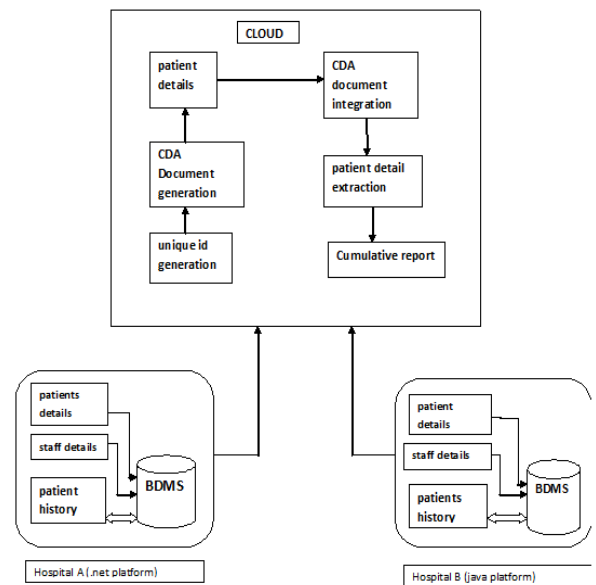 CLOUD
patient
details
CDA
document
integration
CDA
Document
generation
patient detail
extraction
unique id
generation
Cumulative report
patients
details
staff details
patient
history
BDMS
Hospital A (.net platform)
patient
details
staff details
patients
history
BDMS
Hospital B (java platform)